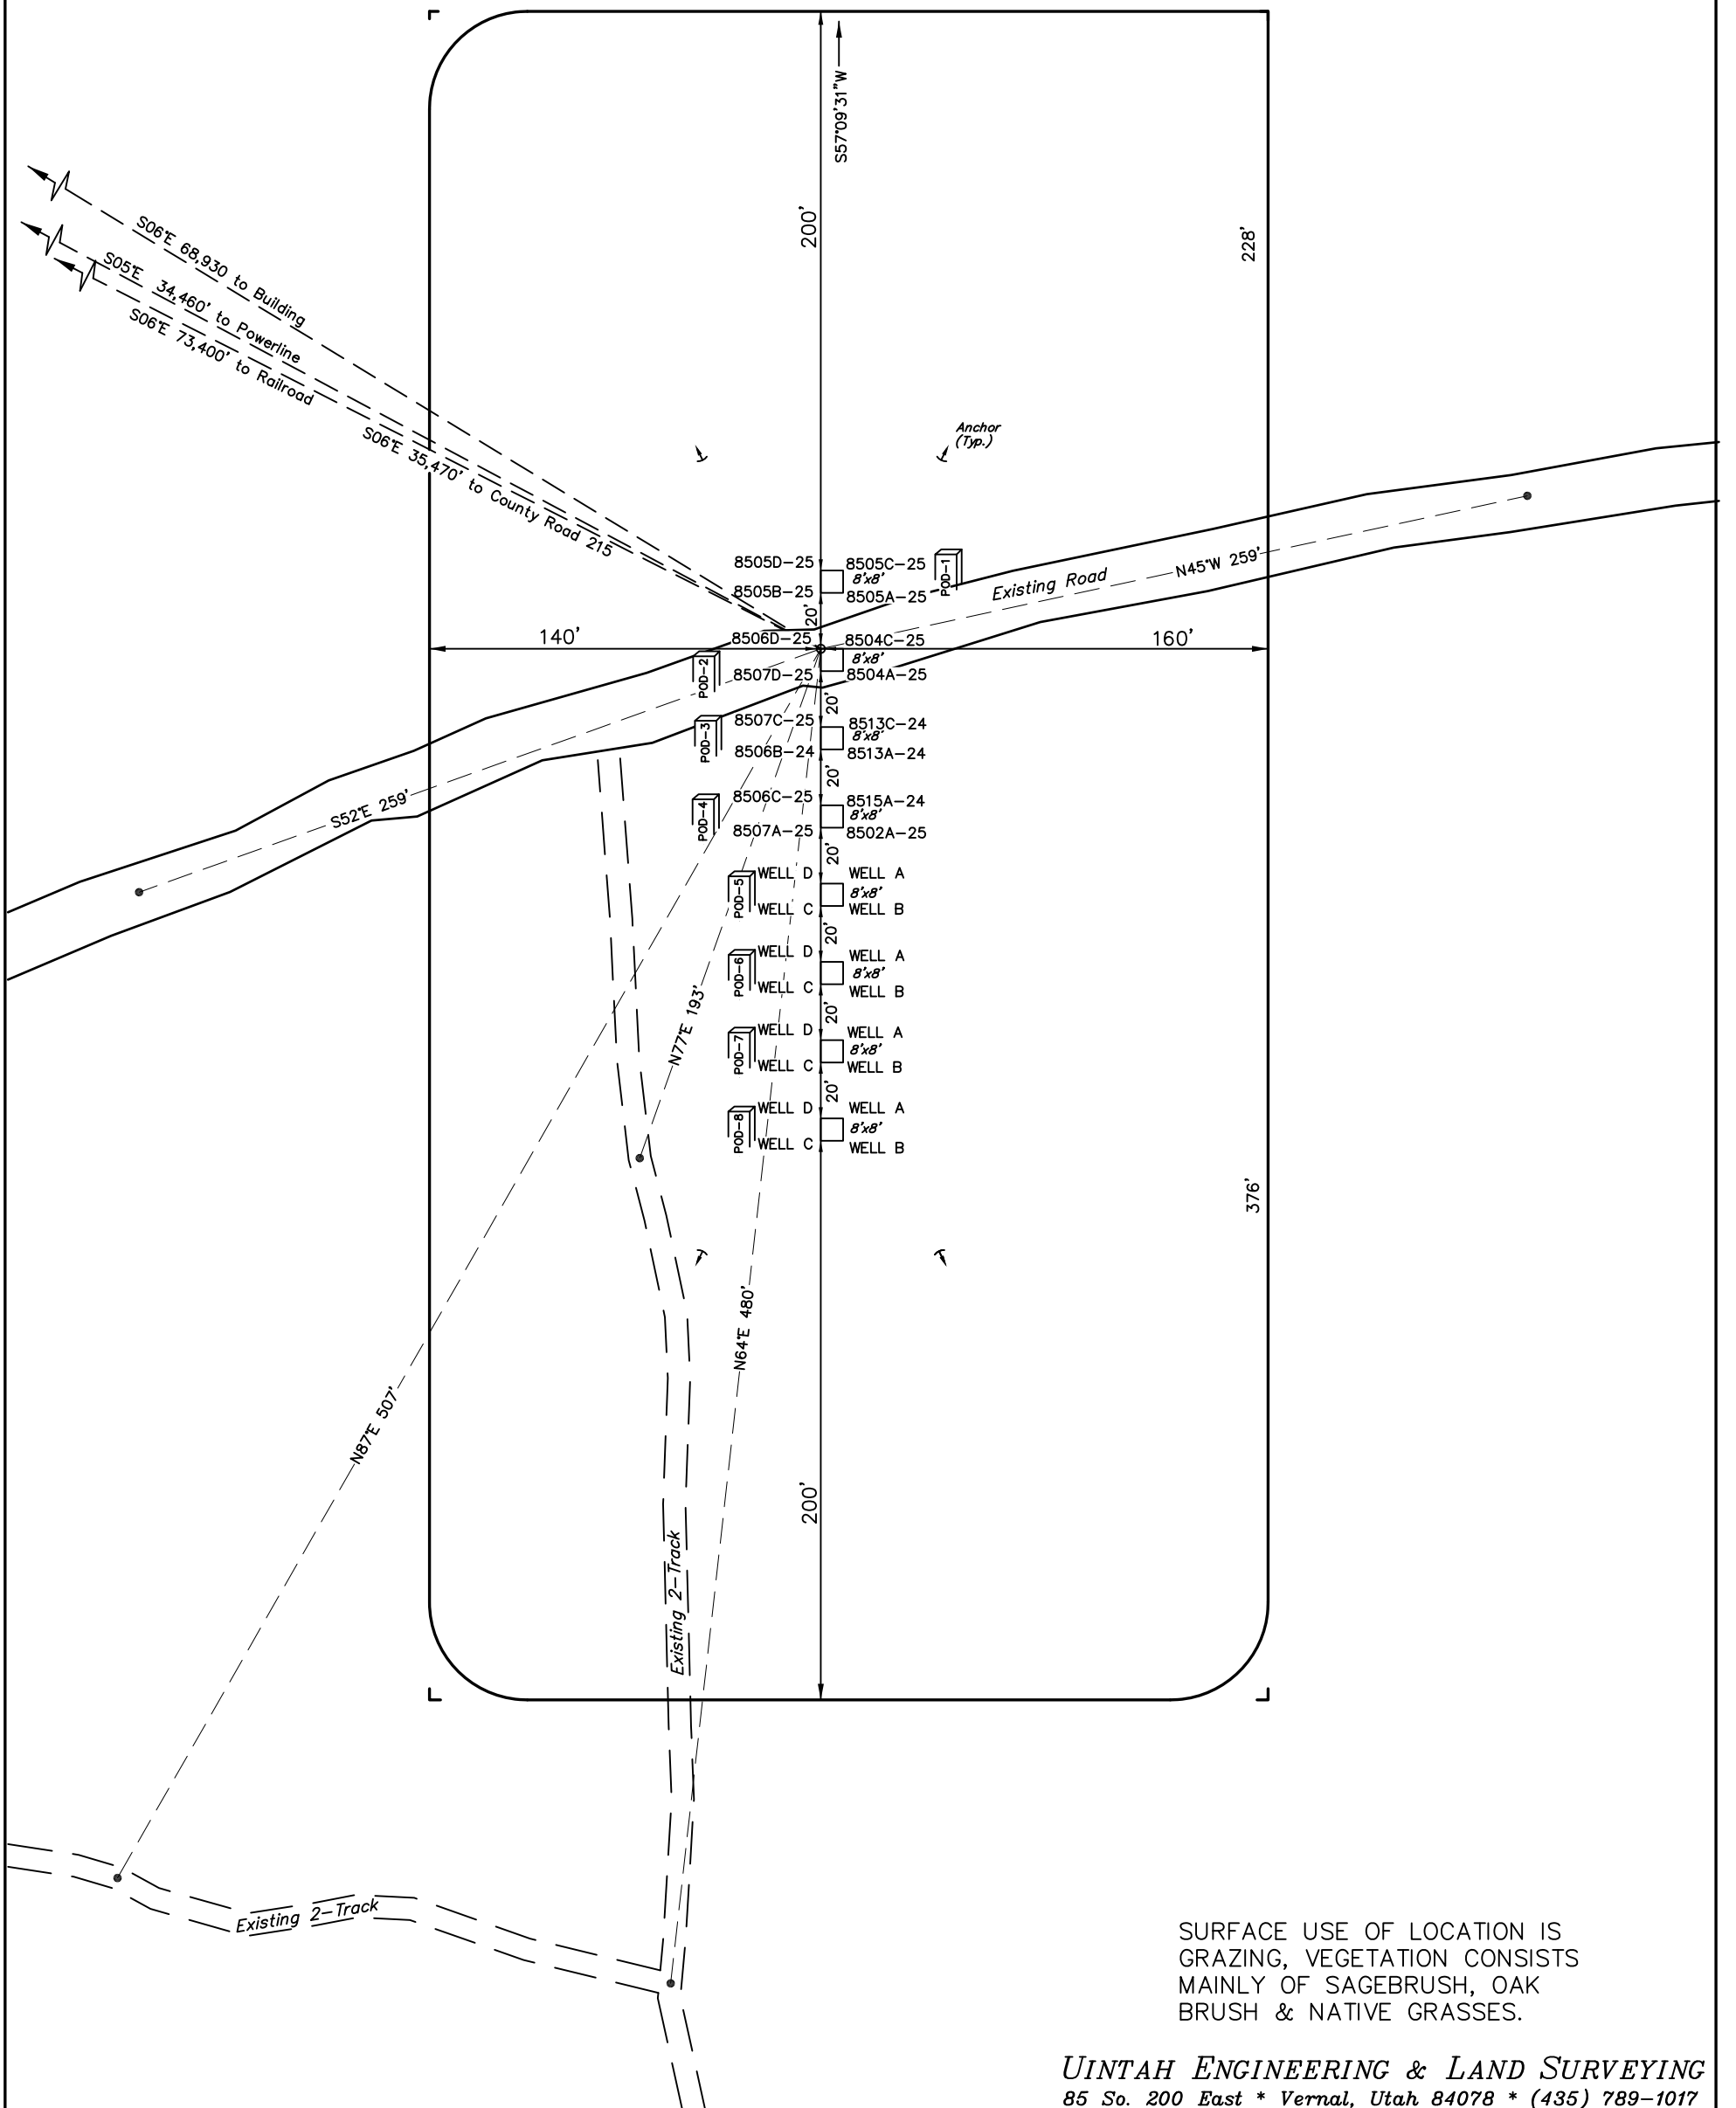 S57°09'31"W
200'
228'
S06°E 68,930 to Building
S05°E 34,460' to Powerline
S06°E 73,400' to Railroad
S06°E 35,470' to County Road 215
Anchor
(Typ.)
8505D-25 8505C-25
8'x8'
8505B-25 8505A-25
POD-1
Existing Road
N45°W 259'
20'
140'
8506D-25 8504C-25
160'
8'x8'
8507D-25 8504A-25
POD-2
20'
8507C-25 8513C-24
8'x8'
8506B-24 8513A-24
POD-3
20'
8506C-25 8515A-24
8'x8'
8507A-25 8502A-25
POD-4
S52°E 259'
20'
WELL D WELL A
8'x8'
WELL C WELL B
POD-5
20'
WELL D WELL A
8'x8'
WELL C WELL B
POD-6
N77°E 193'
20'
WELL D WELL A
8'x8'
WELL C WELL B
POD-7
20'
WELL D WELL A
8'x8'
WELL C WELL B
POD-8
376'
N64°E 480'
N87°E 507'
200'
Existing 2-Track
Existing 2-Track
SURFACE USE OF LOCATION IS
GRAZING, VEGETATION CONSISTS
MAINLY OF SAGEBRUSH, OAK
BRUSH & NATIVE GRASSES.
UINTAH ENGINEERING & LAND SURVEYING
85 So. 200 East * Vernal, Utah 84078 * (435) 789-1017